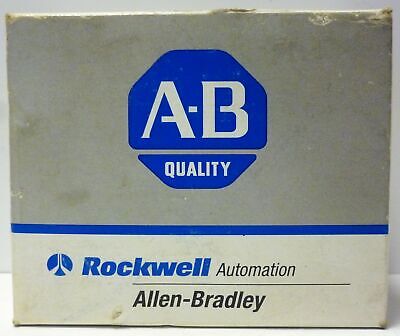 A-B
QUALITY
Rockwell Automation
Allen-Bradley